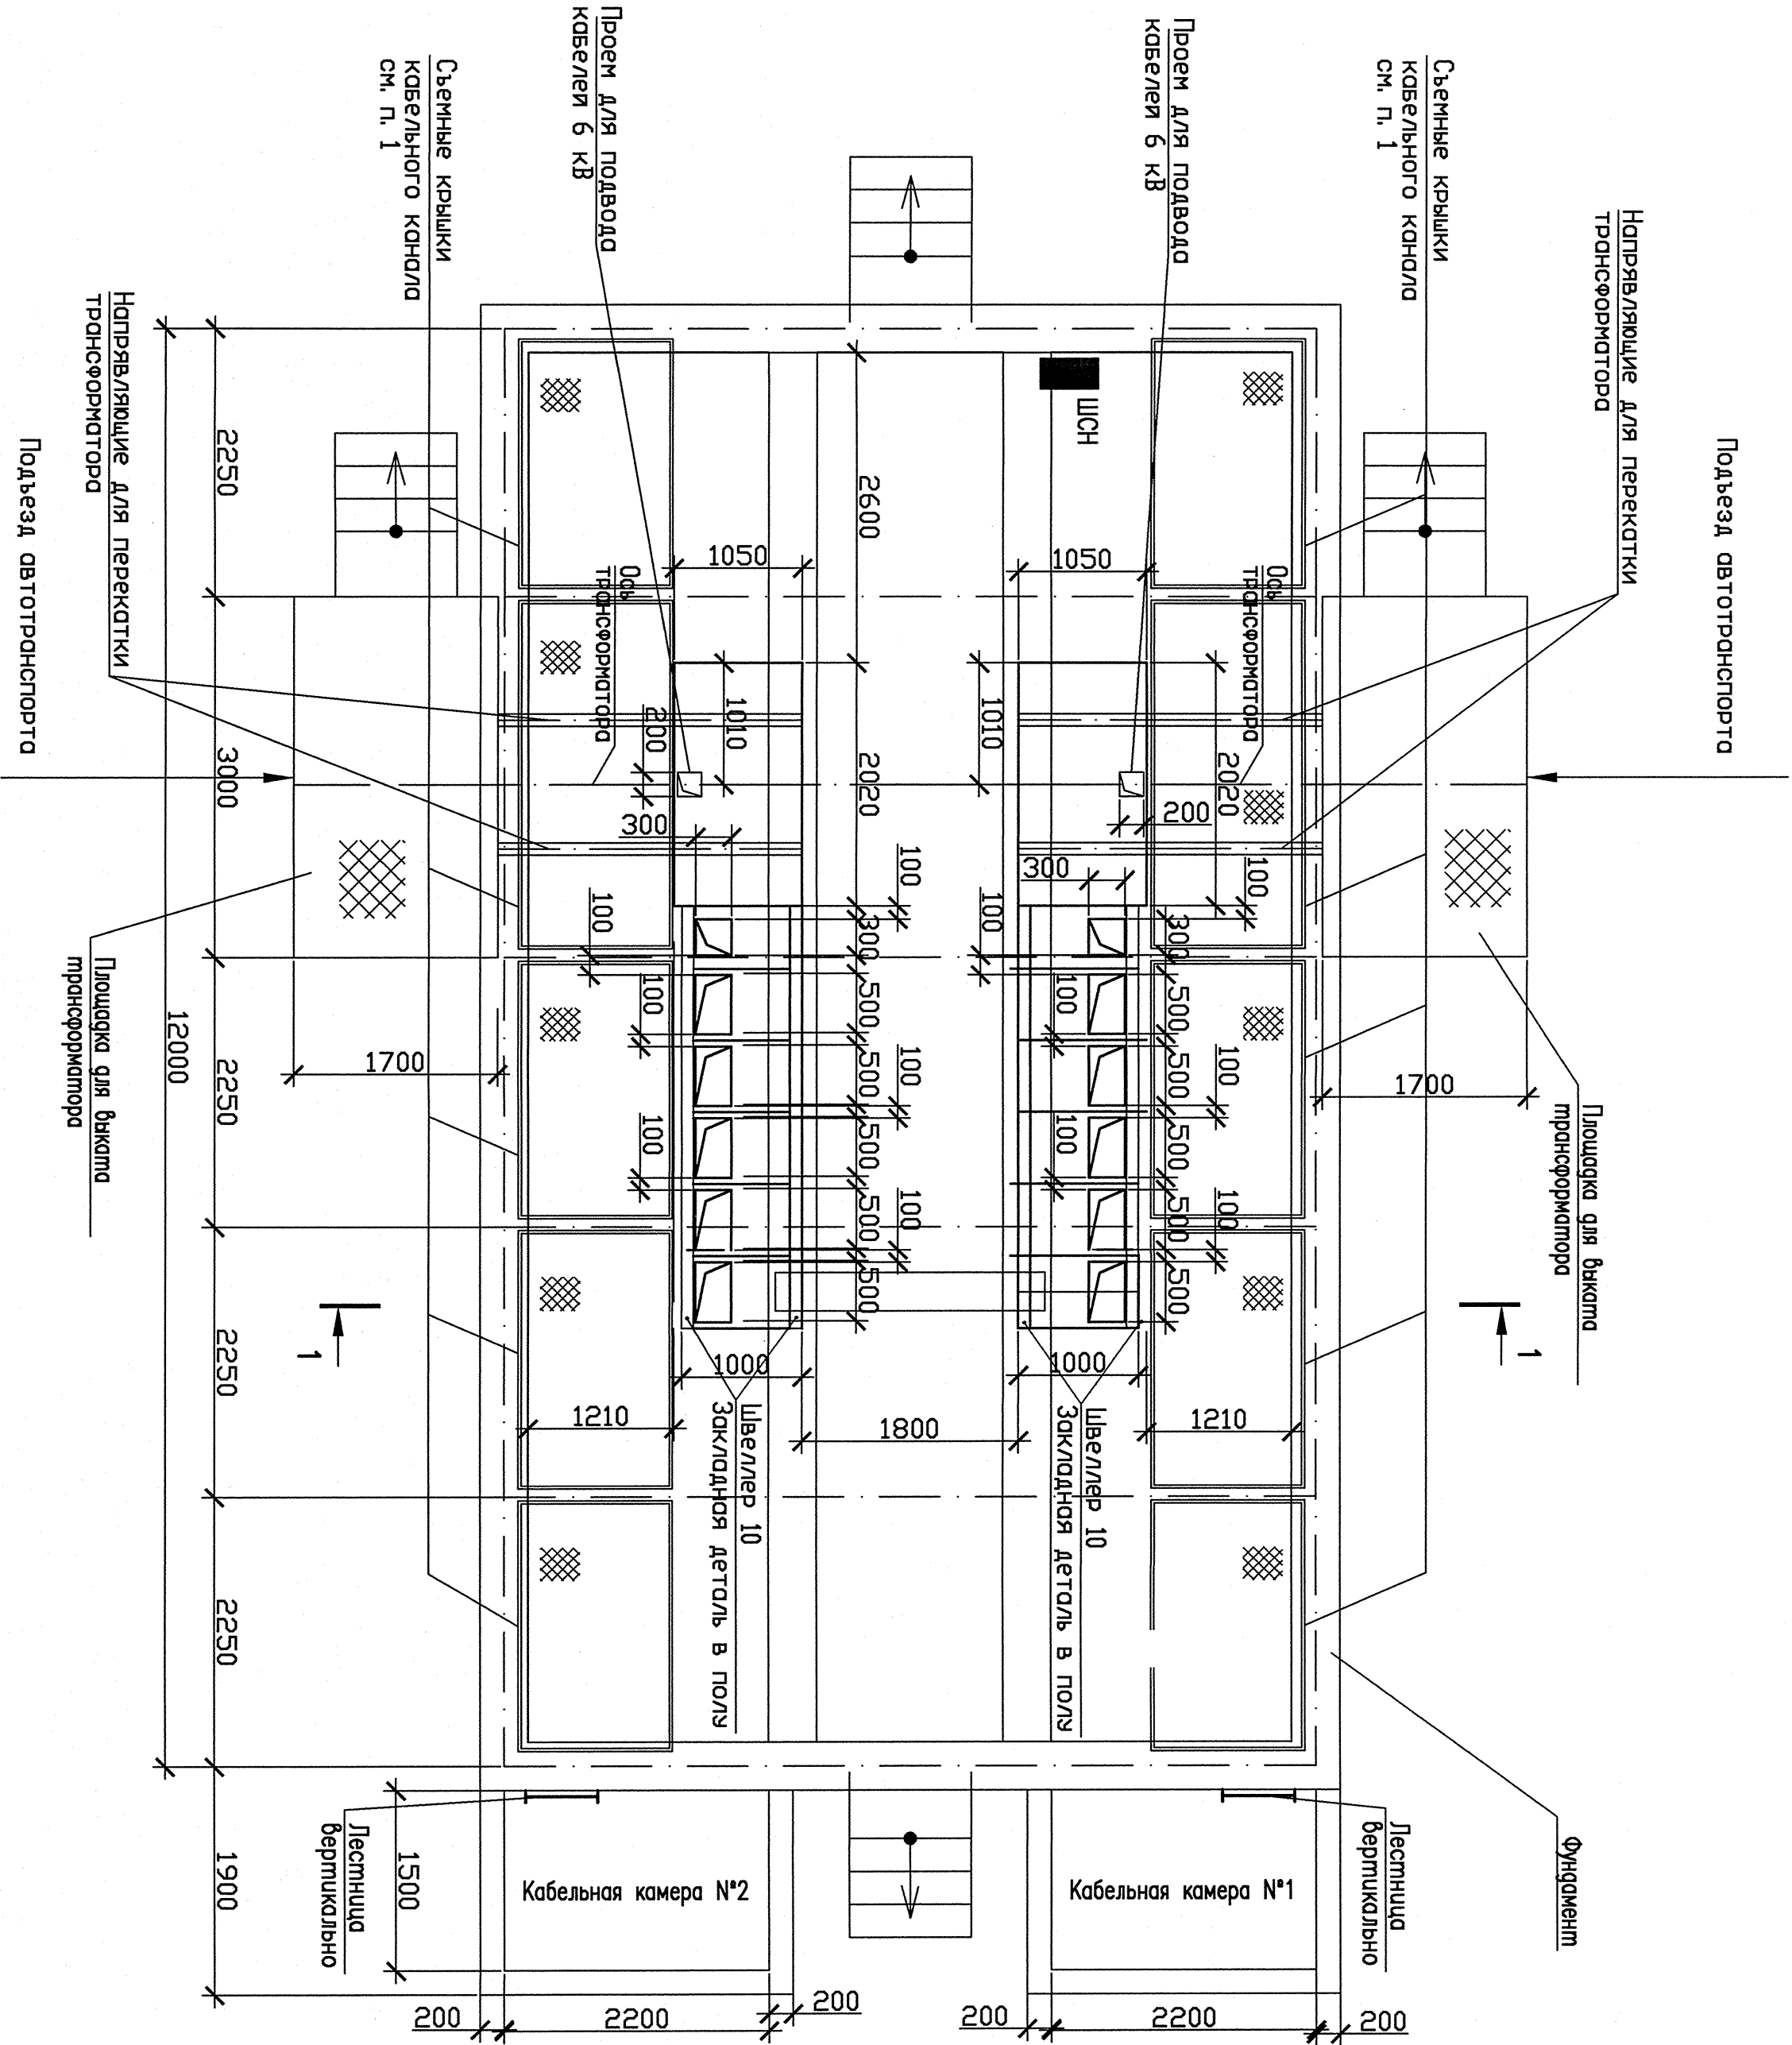 Подъезд автотранспорта
Напрявляющие для перекатки
трансформатора
Съемные крышки
кабельного канала
см. п. 1
Проем для подвода
кабелей 6 кВ
Проем для подвода
кабелей 6 кВ
Съемные крышки
кабельного канала
см. п. 1
Напрявляющие для перекатки
трансформатора
Подъезд автотранспорта
ШСН
Ось
трансформатора
Ось
трансформатора
Площадка для выката
трансформатора
Площадка для выката
трансформатора
1700
1700
2250
3000
2250
2250
2250
12000
1900
1500
2600
2020
2020
1050
1050
1010
1010
200
200
300
300
100
100
100
100
300
300
500
500
500
500
500
500
500
500
500
500
100
100
100
100
100
100
100
100
1000
1000
1210
1210
1800
1
1
Швеллер 10
Закладная деталь в полу
Швеллер 10
Закладная деталь в полу
Фундамент
Лестница
вертикально
Лестница
вертикально
Кабельная камера №2
Кабельная камера №1
200
2200
200
200
2200
200